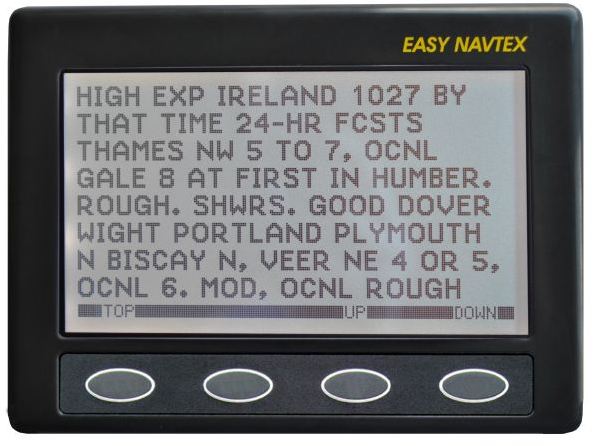 EASY NAVTEX
HIGH EXP IRELAND 1027 BY
THAT TIME 24-HR FCSTS
THAMES NW 5 TO 7, OCNL
GALE 8 AT FIRST IN HUMBER.
ROUGH. SHWRS. GOOD DOVER
WIGHT PORTLAND PLYMOUTH
N BISCAY N, VEER NE 4 OR 5,
OCNL 6. MOD, OCNL ROUGH
TOP UP DOWN